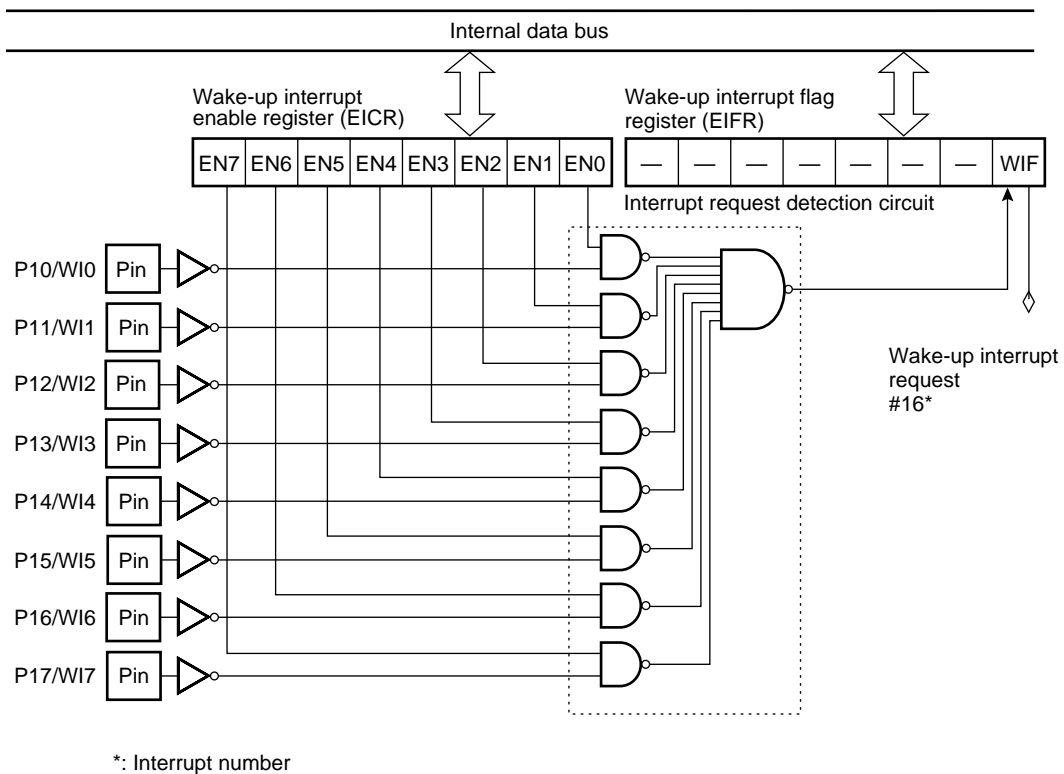 Internal data bus
Wake-up interrupt
enable register (EICR)
Wake-up interrupt flag
register (EIFR)
EN7 EN6 EN5 EN4 EN3 EN2 EN1 EN0
— — — — — — — WIF
Interrupt request detection circuit
P10/WI0 Pin
P11/WI1 Pin
P12/WI2 Pin
P13/WI3 Pin
P14/WI4 Pin
P15/WI5 Pin
P16/WI6 Pin
P17/WI7 Pin
Wake-up interrupt
request
#16*
*: Interrupt number